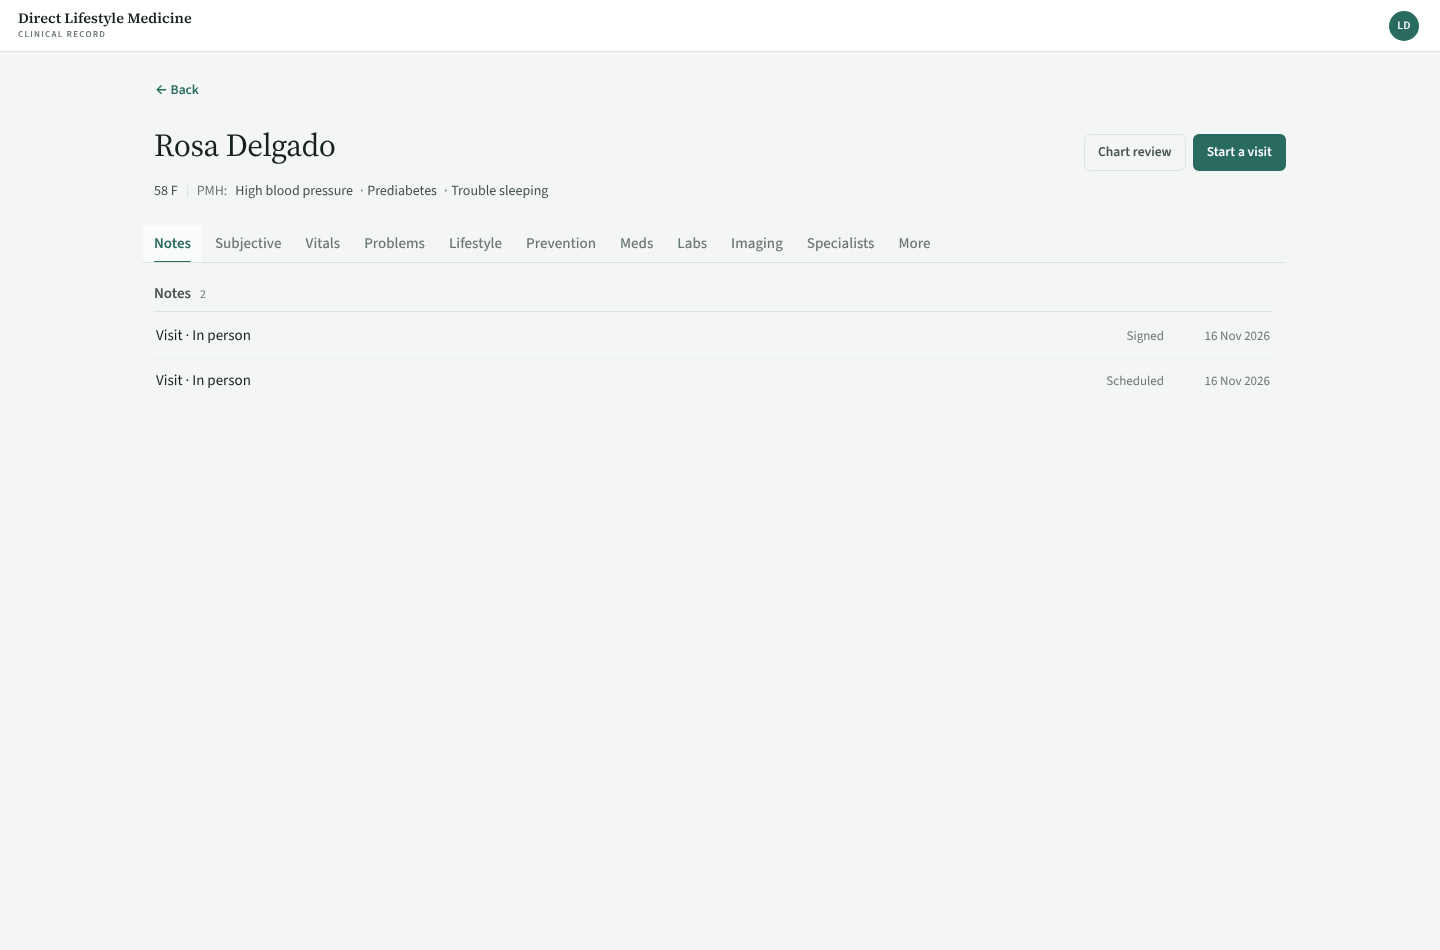 Direct Lifestyle Medicine
CLINICAL RECORD
LD
← Back
Rosa Delgado
Chart review
Start a visit
58 F | PMH: High blood pressure · Prediabetes · Trouble sleeping
Notes Subjective Vitals Problems Lifestyle Prevention Meds Labs Imaging Specialists More
Notes 2
Visit · In person Signed 16 Nov 2026
Visit · In person Scheduled 16 Nov 2026